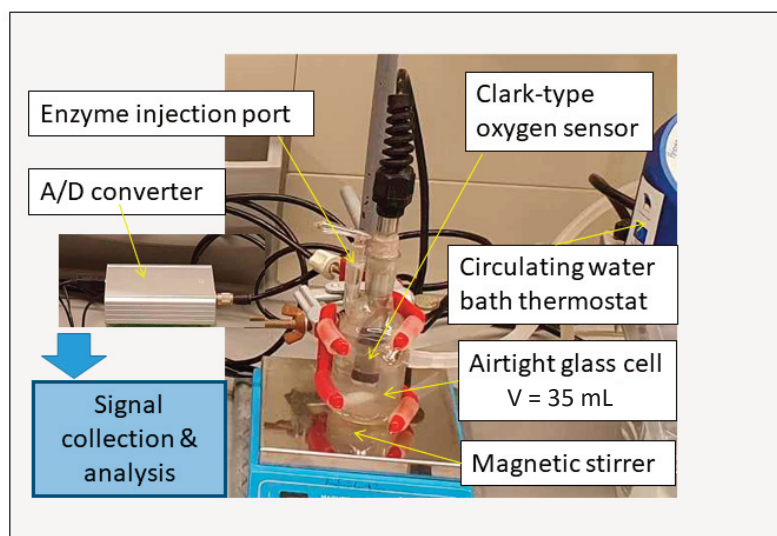 Enzyme injection port
Clark-type
oxygen sensor
A/D converter
Circulating water
bath thermostat
Airtight glass cell
V = 35 mL
Signal
collection &
analysis
Magnetic stirrer